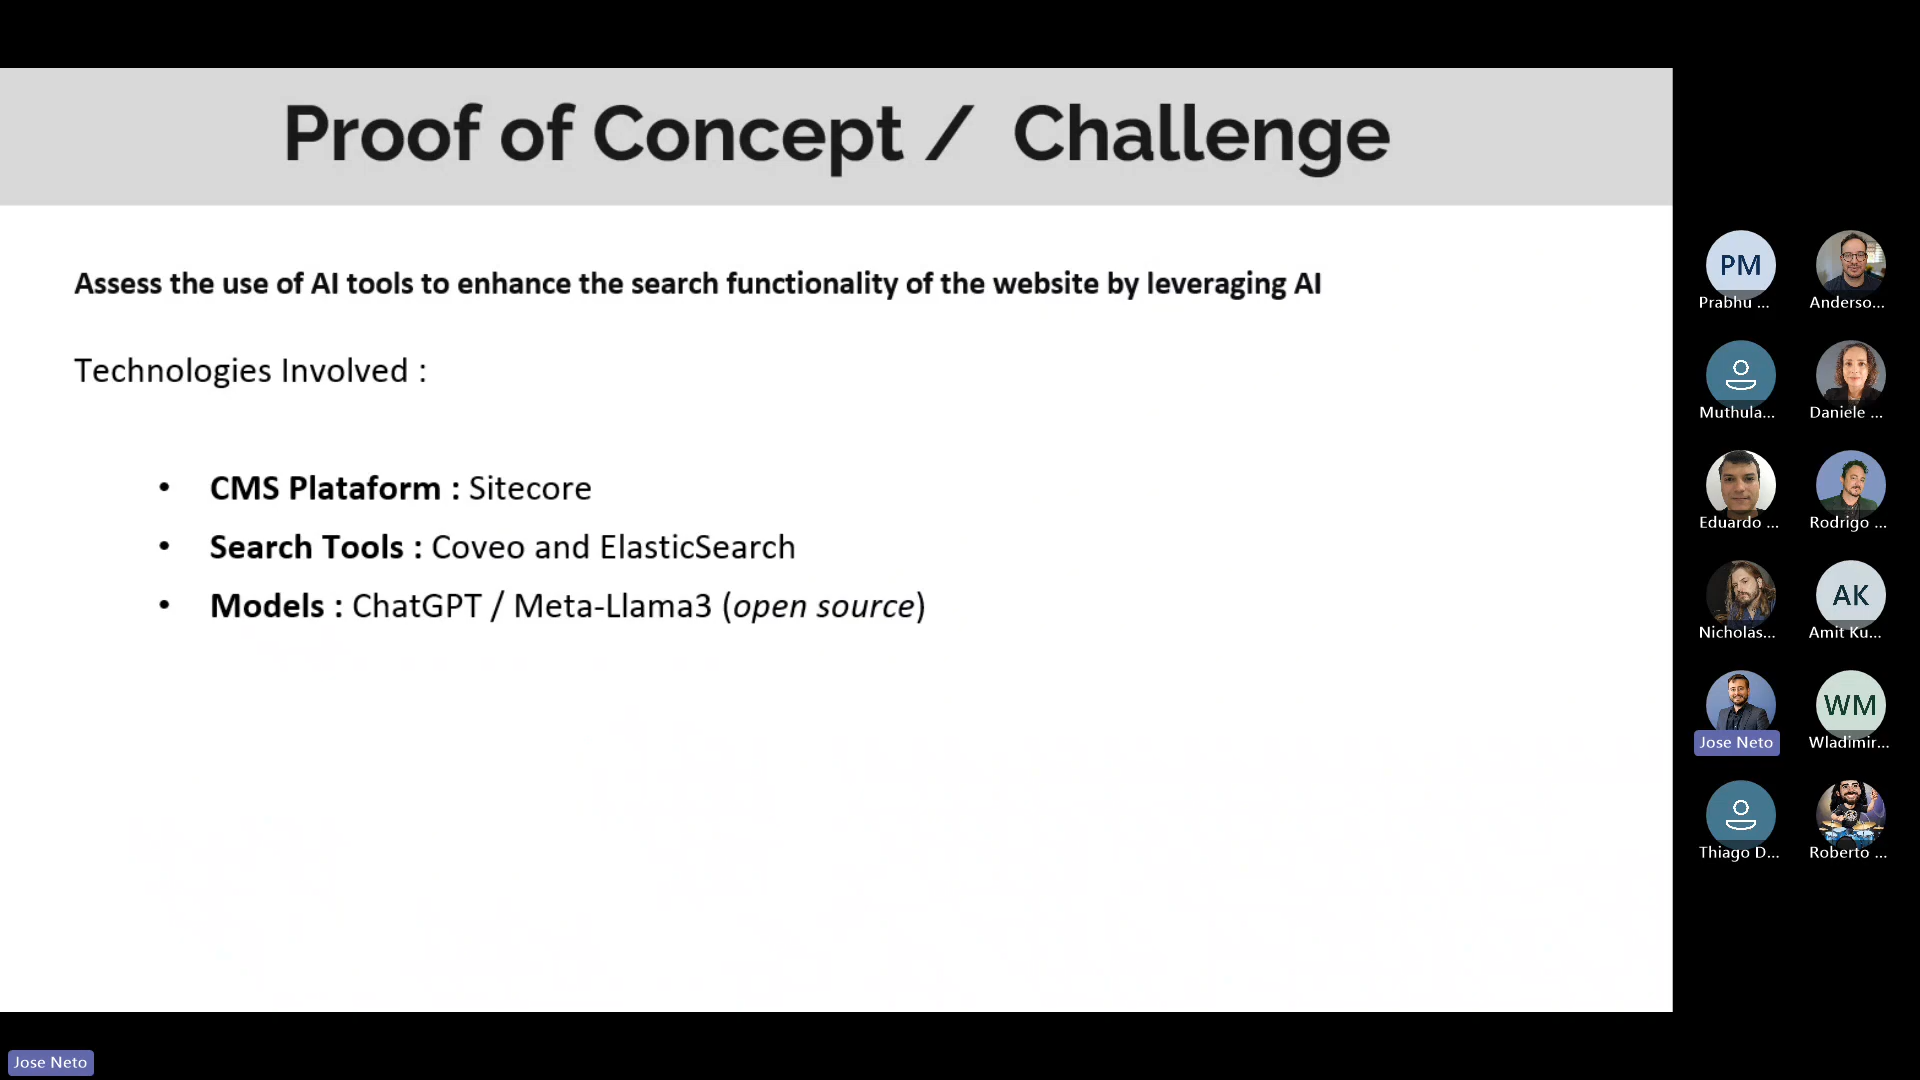 Proof of Concept / Challenge
Assess the use of AI tools to enhance the search functionality of the website by leveraging AI
Technologies Involved :
• CMS Plataform : Sitecore
• Search Tools : Coveo and ElasticSearch
• Models : ChatGPT / Meta-Llama3 (open source)
PM
Prabhu ...
Anderso...
Muthula...
Daniele ...
Eduardo ...
Rodrigo ...
Nicholas...
AK
Amit Ku...
Jose Neto
WM
Wladimir...
Thiago D...
Roberto ...
Jose Neto